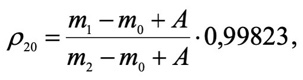 ρ₂₀ = (m₁ − m₀ + A) / (m₂ − m₀ + A) · 0,99823,